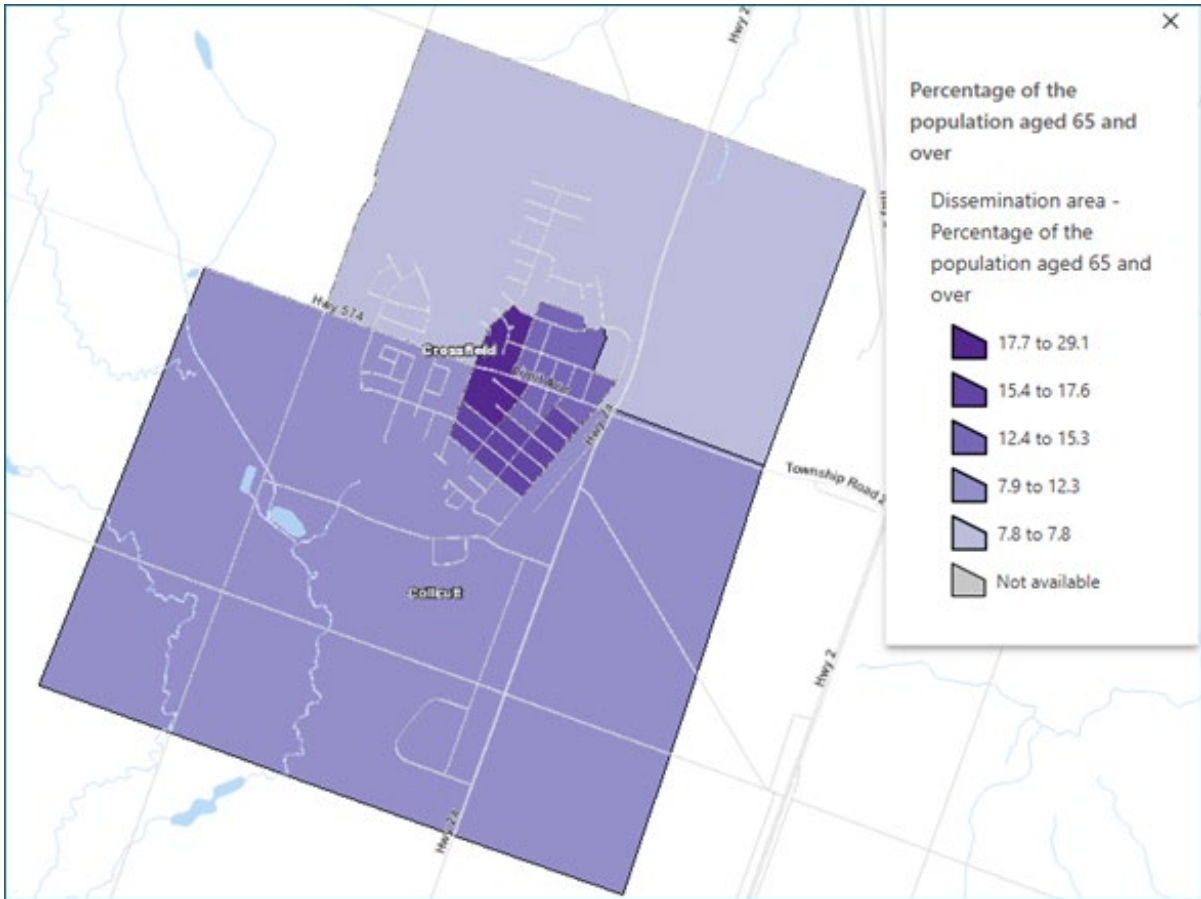 Hwy 2
Percentage of the
population aged 65 and
over
Dissemination area -
Percentage of the
population aged 65 and
over
17.7 to 29.1
15.4 to 17.6
12.4 to 15.3
7.9 to 12.3
7.8 to 7.8
Not available
Hwy 574
Crossfield
Hwy 2a
Township Road 2
Collicutt
Hwy 2
Hwy 2a